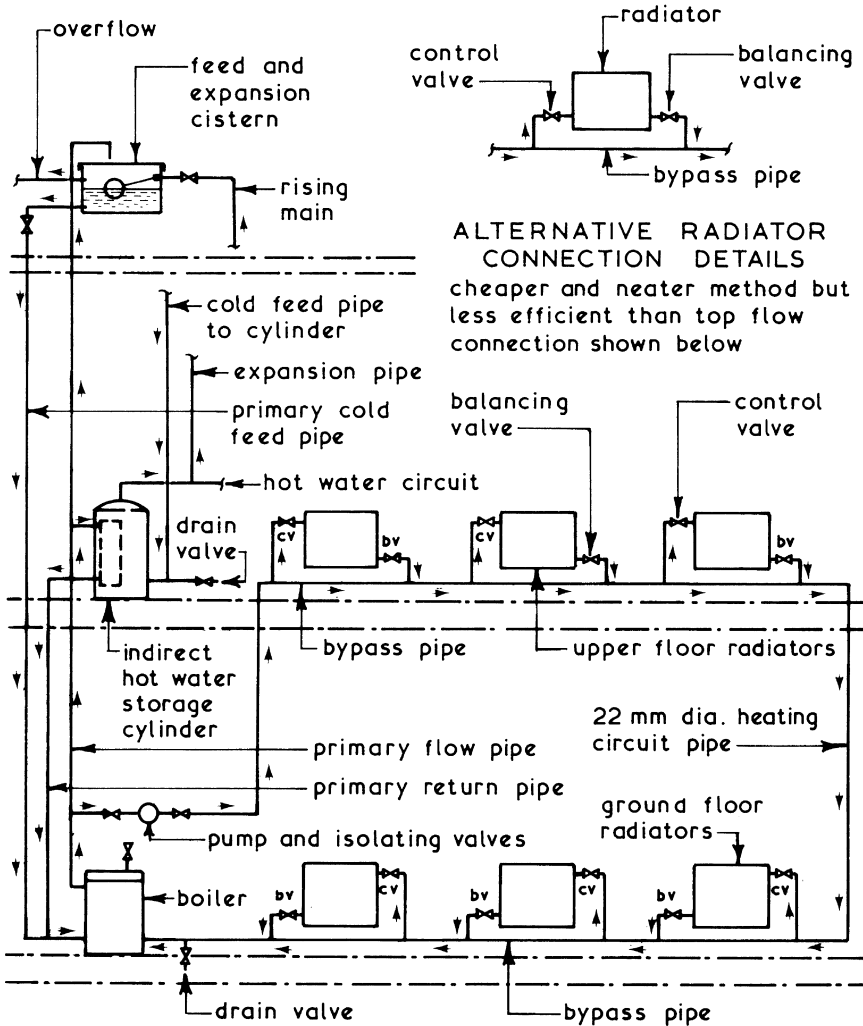 overflow
feed and
expansion
cistern
rising
main
radiator
control
valve
balancing
valve
bypass pipe
ALTERNATIVE RADIATOR
CONNECTION DETAILS
cheaper and neater method but
less efficient than top flow
connection shown below
cold feed pipe
to cylinder
expansion pipe
primary cold
feed pipe
hot water circuit
balancing
valve
control
valve
drain
valve
cv
bv
cv
bv
indirect
hot water
storage
cylinder
bypass pipe
upper floor radiators
22 mm dia. heating
circuit pipe
primary flow pipe
primary return pipe
pump and isolating valves
ground floor
radiators
boiler
bv
cv
bv
cv
bv
cv
drain valve
bypass pipe